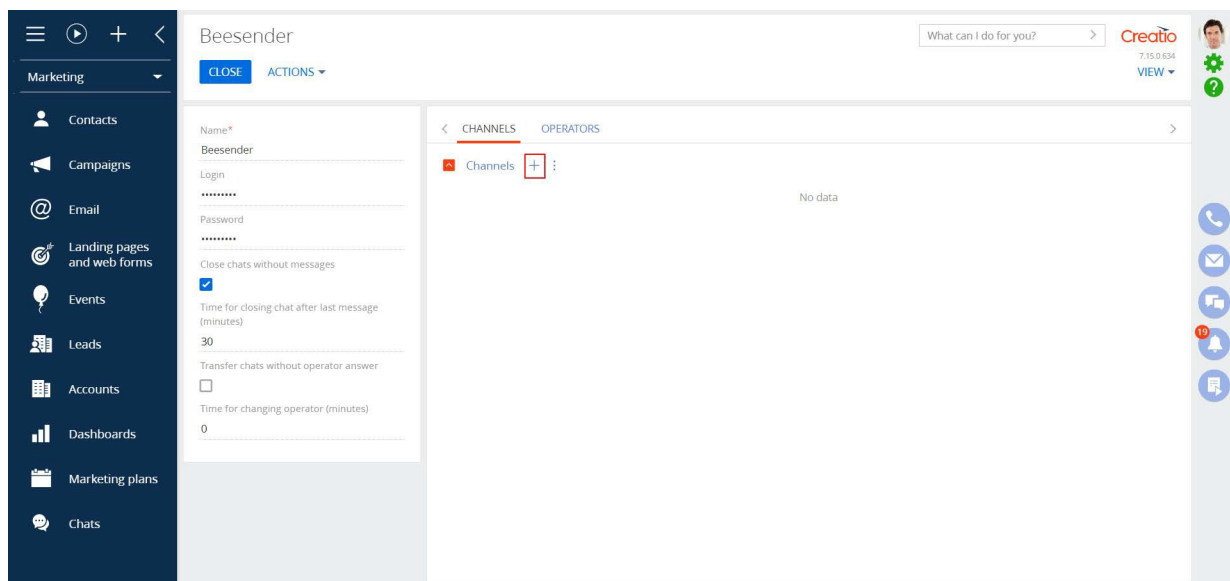 Marketing
Contacts
Campaigns
Email
Landing pages
and web forms
Events
Leads
Accounts
Dashboards
Marketing plans
Chats
Beesender
What can I do for you?
Creatio
7.15.0.634
CLOSE
ACTIONS
VIEW
Name*
Beesender
Login
•••••••••
Password
•••••••••
Close chats without messages
Time for closing chat after last message
(minutes)
30
Transfer chats without operator answer
Time for changing operator (minutes)
0
CHANNELS
OPERATORS
Channels
No data
19